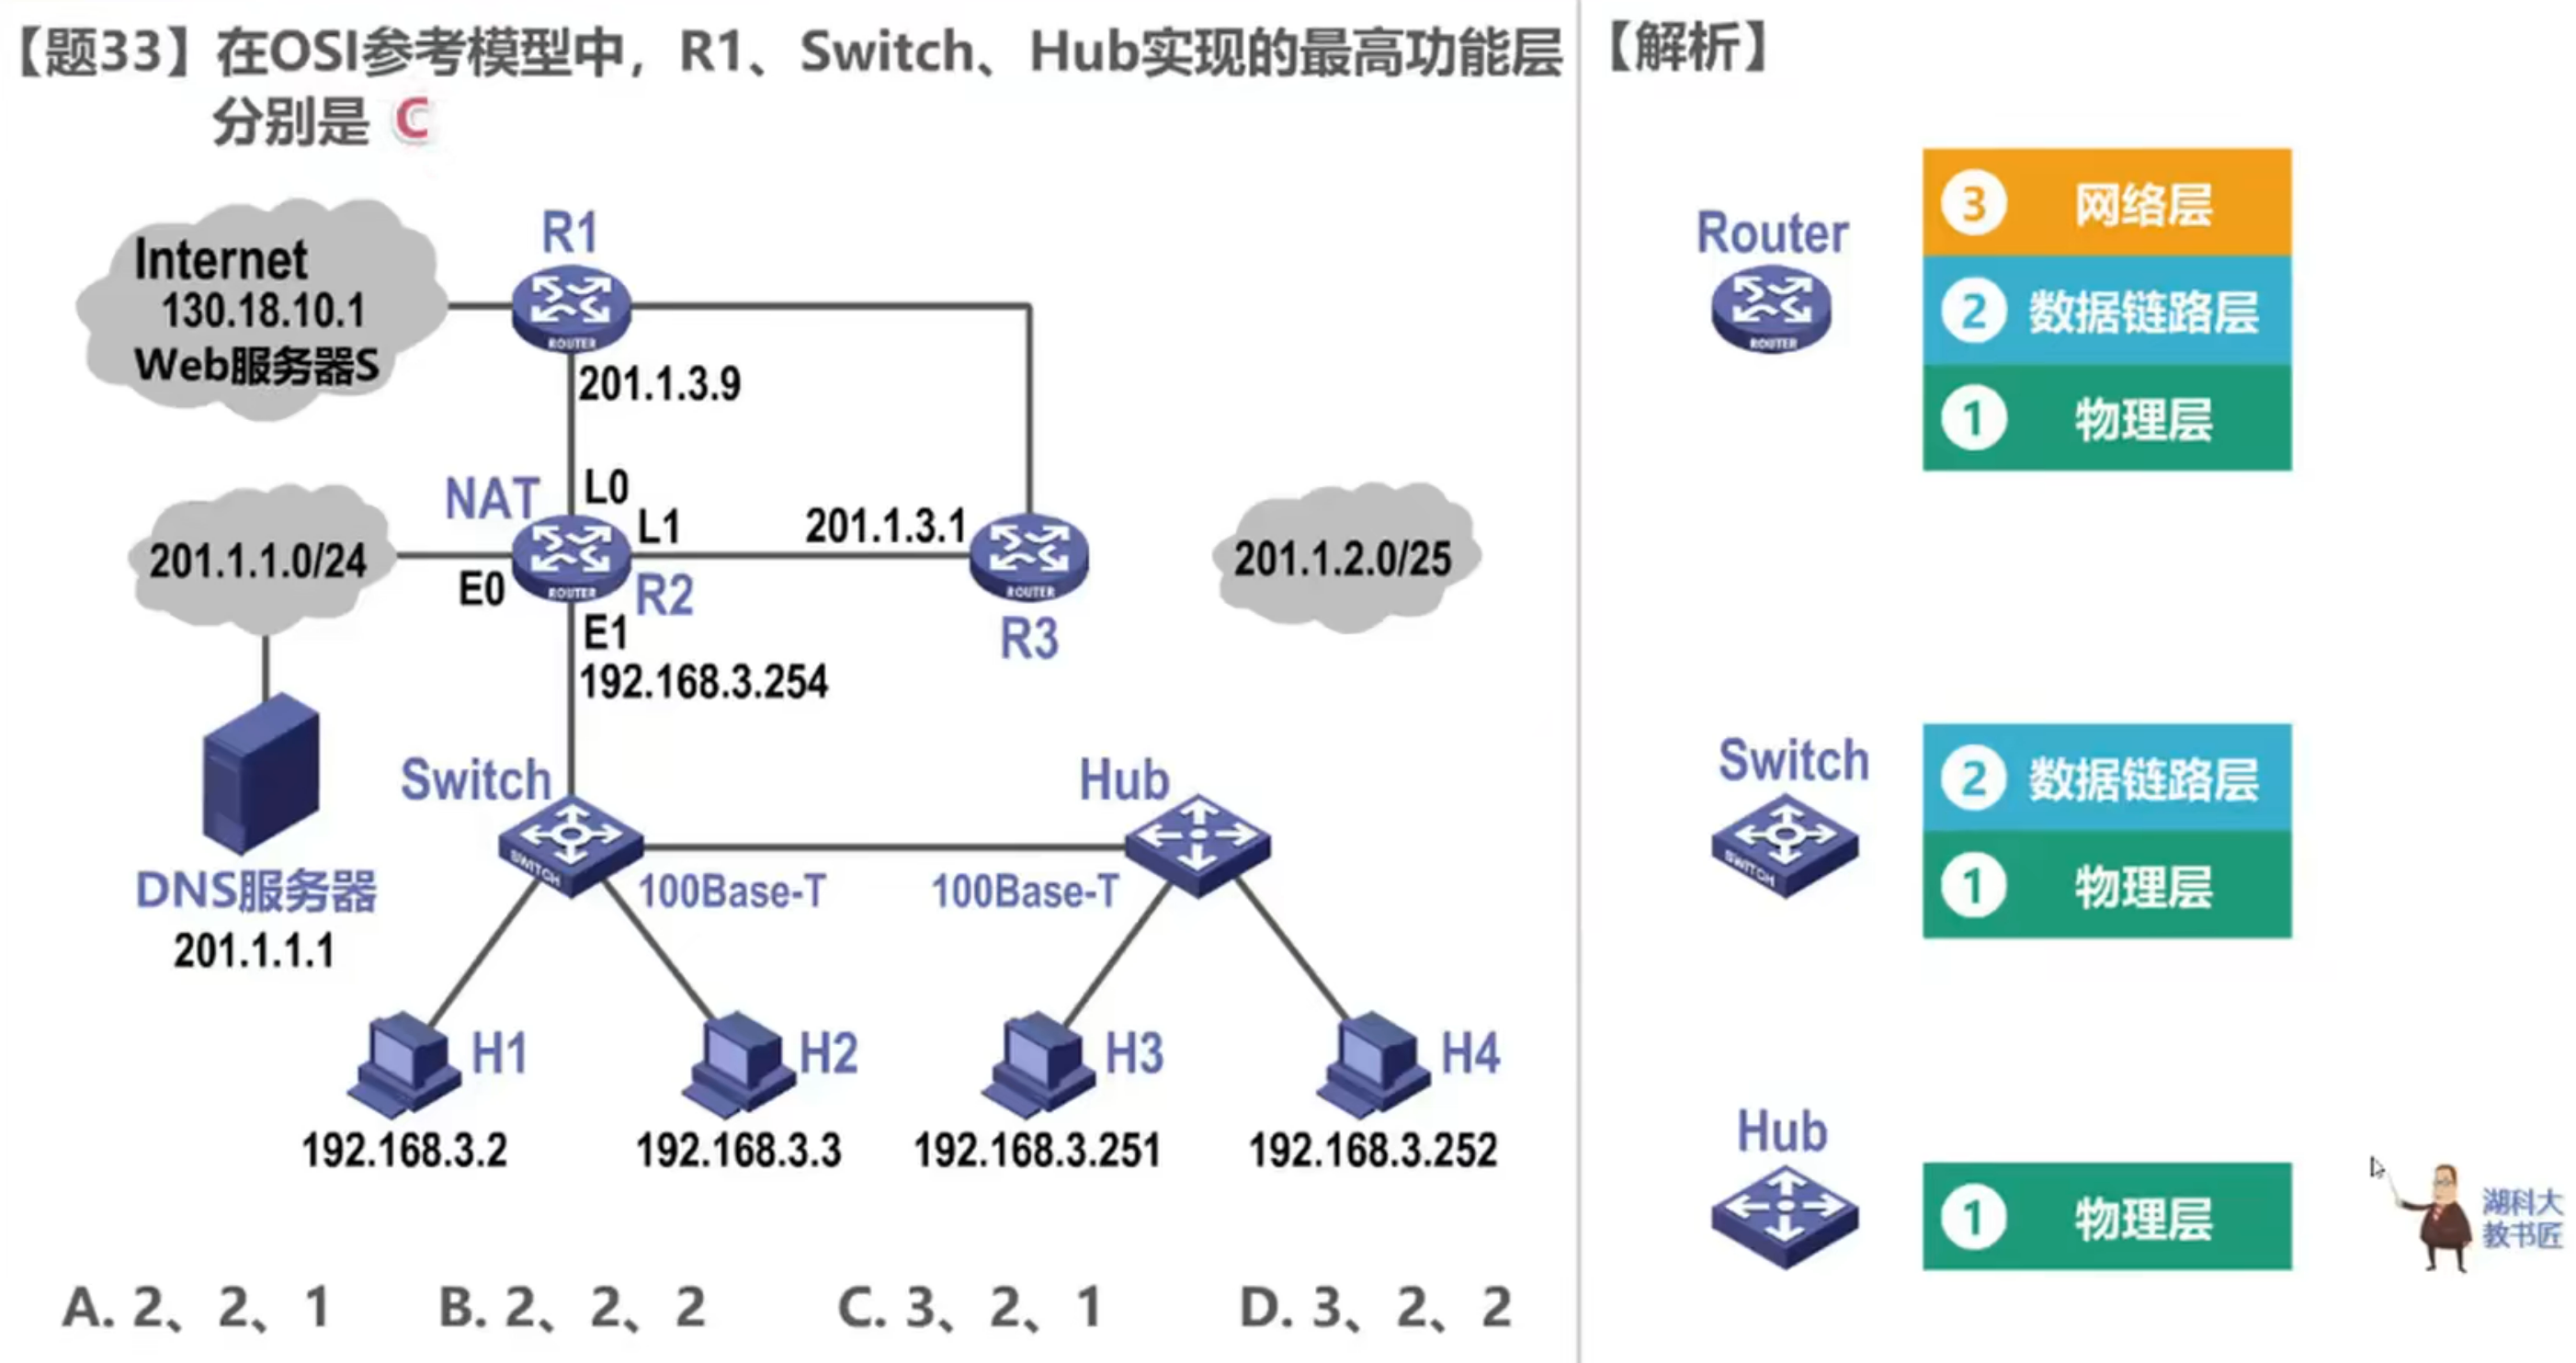 【题33】在OSI参考模型中，R1、Switch、Hub实现的最高功能层
分别是 C
Internet
130.18.10.1
Web服务器S
R1
ROUTER
201.1.3.9
NAT
L0
L1
201.1.3.1
201.1.1.0/24
E0
ROUTER
R2
ROUTER
R3
201.1.2.0/25
E1
192.168.3.254
Switch
SWITCH
Hub
100Base-T
100Base-T
DNS服务器
201.1.1.1
H1
H2
H3
H4
192.168.3.2
192.168.3.3
192.168.3.251
192.168.3.252
A. 2、2、1
B. 2、2、2
C. 3、2、1
D. 3、2、2
【解析】
Router
ROUTER
3 网络层
2 数据链路层
1 物理层
Switch
SWITCH
2 数据链路层
1 物理层
Hub
1 物理层
湖科大
教书匠